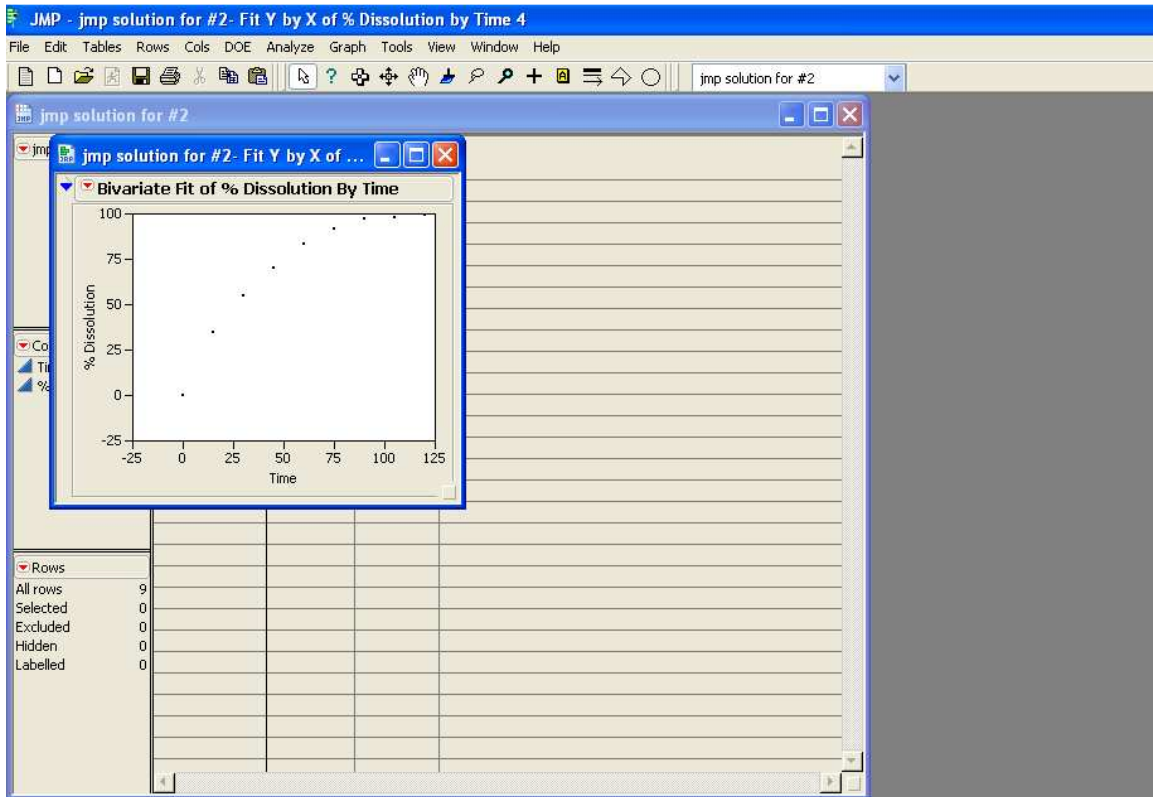 JMP - jmp solution for #2- Fit Y by X of % Dissolution by Time 4
File Edit Tables Rows Cols DOE Analyze Graph Tools View Window Help
jmp solution for #2
jmp solution for #2
jmp solution for #2- Fit Y by X of ...
Bivariate Fit of % Dissolution By Time
100
75
50
25
0
-25
% Dissolution
-25 0 25 50 75 100 125
Time
Rows
All rows 9
Selected 0
Excluded 0
Hidden 0
Labelled 0